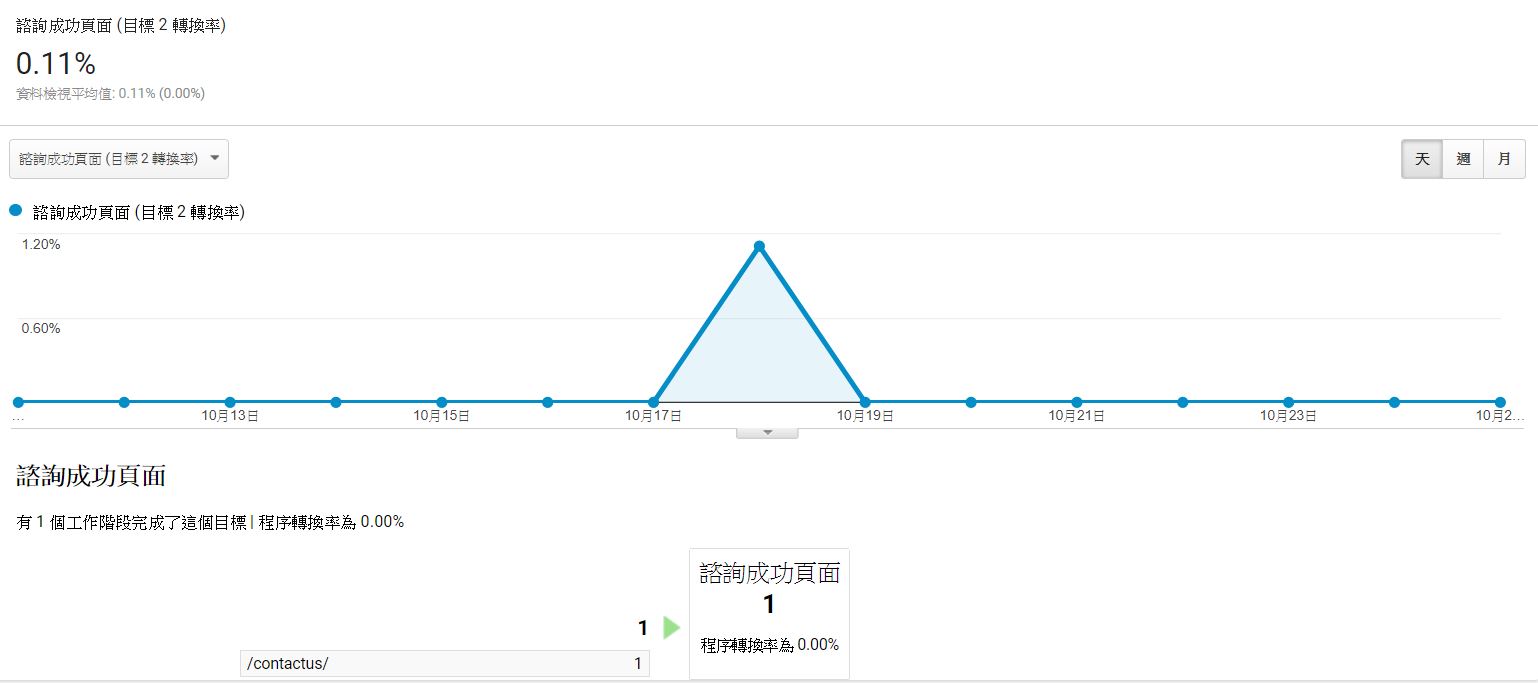 諮詢成功頁面 (目標 2 轉換率)
0.11%
資料檢視平均值: 0.11% (0.00%)
諮詢成功頁面 (目標 2 轉換率)
天 週 月
諮詢成功頁面 (目標 2 轉換率)
1.20%
0.60%
… 10月13日 10月15日 10月17日 10月19日 10月21日 10月23日 10月2…
諮詢成功頁面
有 1 個工作階段完成了這個目標 | 程序轉換率為 0.00%
諮詢成功頁面
1
1
程序轉換率為 0.00%
/contactus/ 1